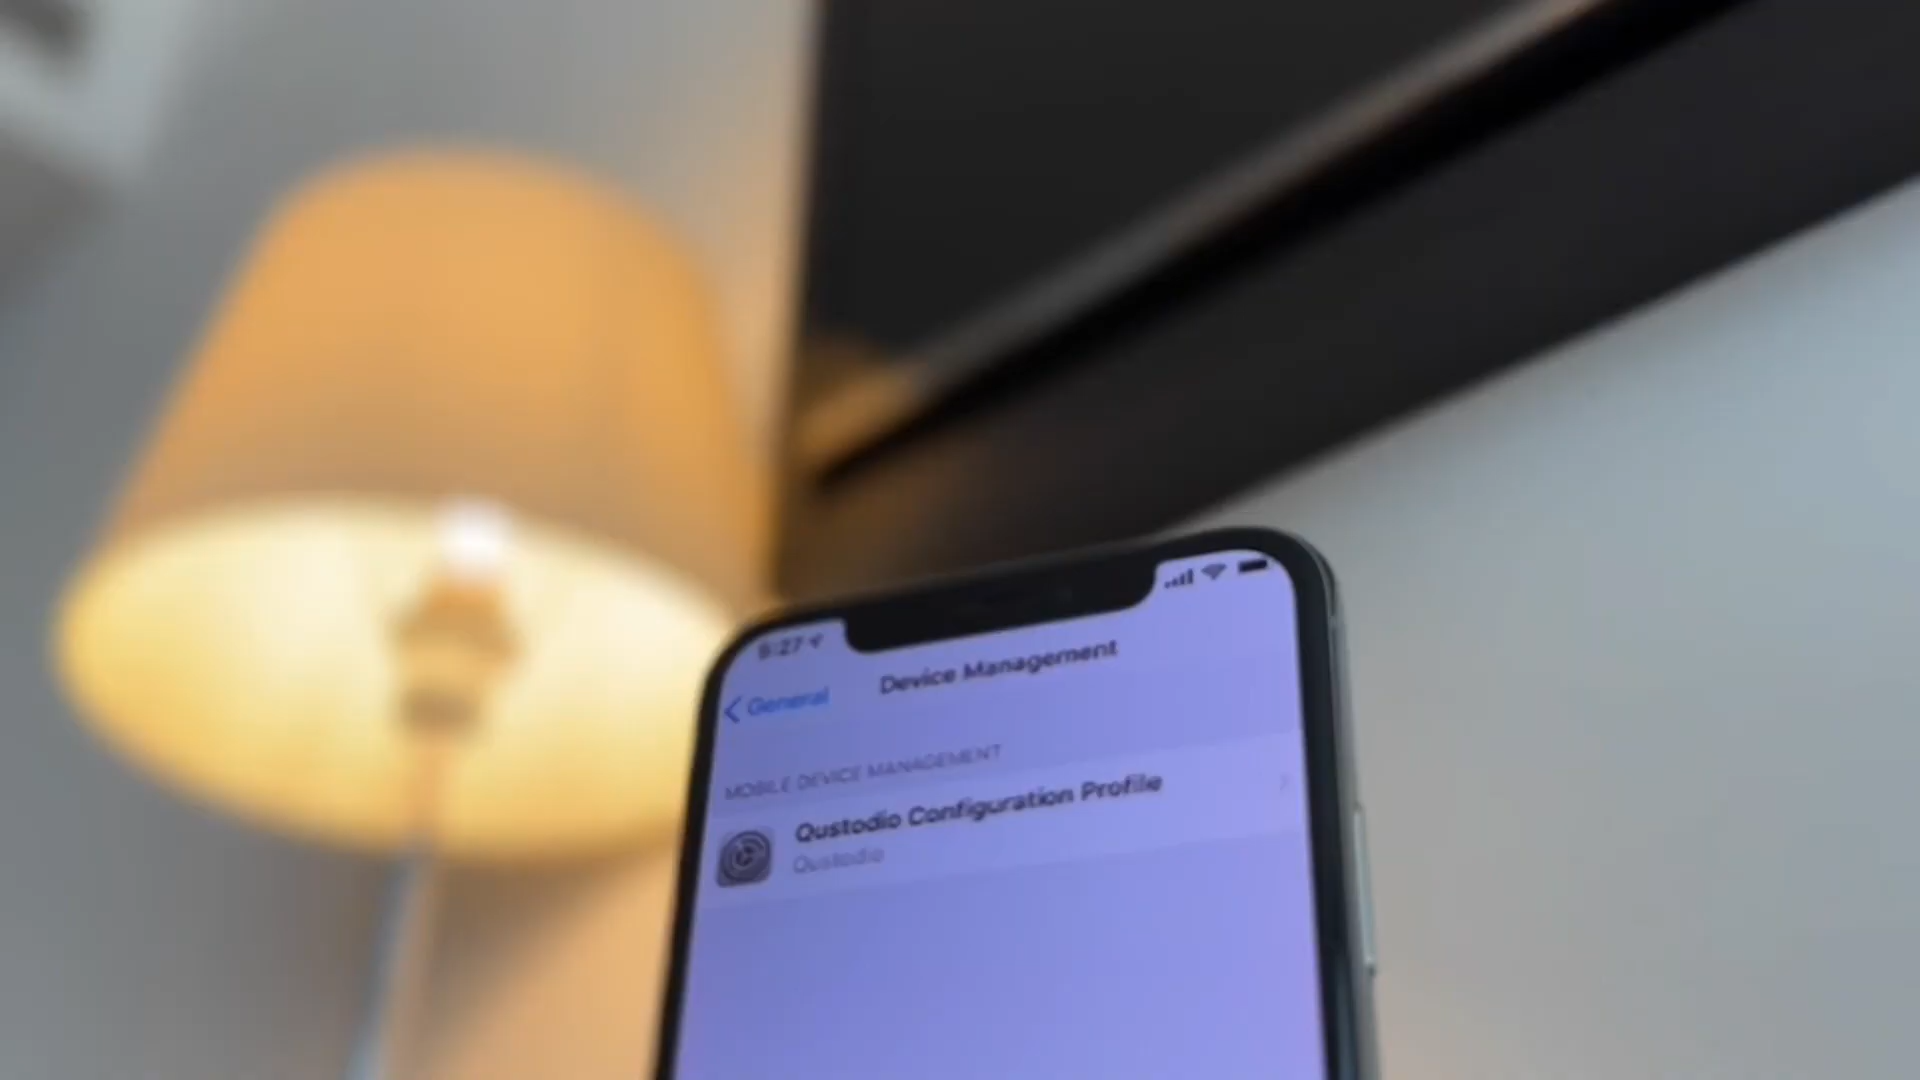 9:27
General
Device Management
MOBILE DEVICE MANAGEMENT
Qustodio Configuration Profile
Qustodio